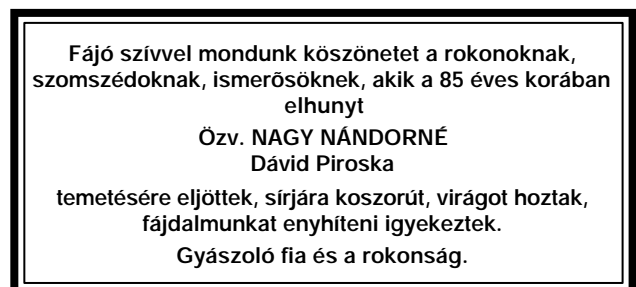 Fájó szívvel mondunk köszönetet a rokonoknak,
szomszédoknak, ismerõsöknek, akik a 85 éves korában
elhunyt
Özv. NAGY NÁNDORNÉ
Dávid Piroska
temetésére eljöttek, sírjára koszorút, virágot hoztak,
fájdalmunkat enyhíteni igyekeztek.
Gyászoló fia és a rokonság.